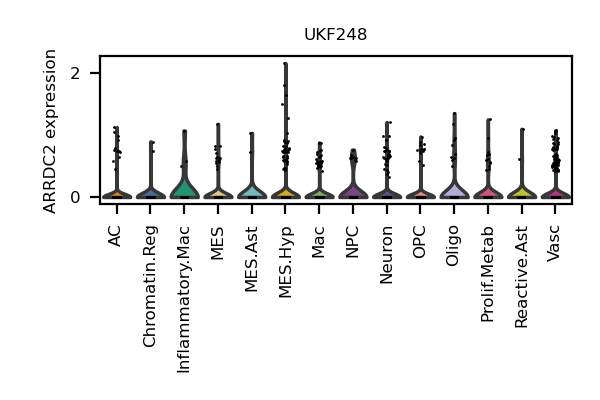 UKF248
ARRDC2 expression
2
0
AC
Chromatin.Reg
Inflammatory.Mac
MES
MES.Ast
MES.Hyp
Mac
NPC
Neuron
OPC
Oligo
Prolif.Metab
Reactive.Ast
Vasc